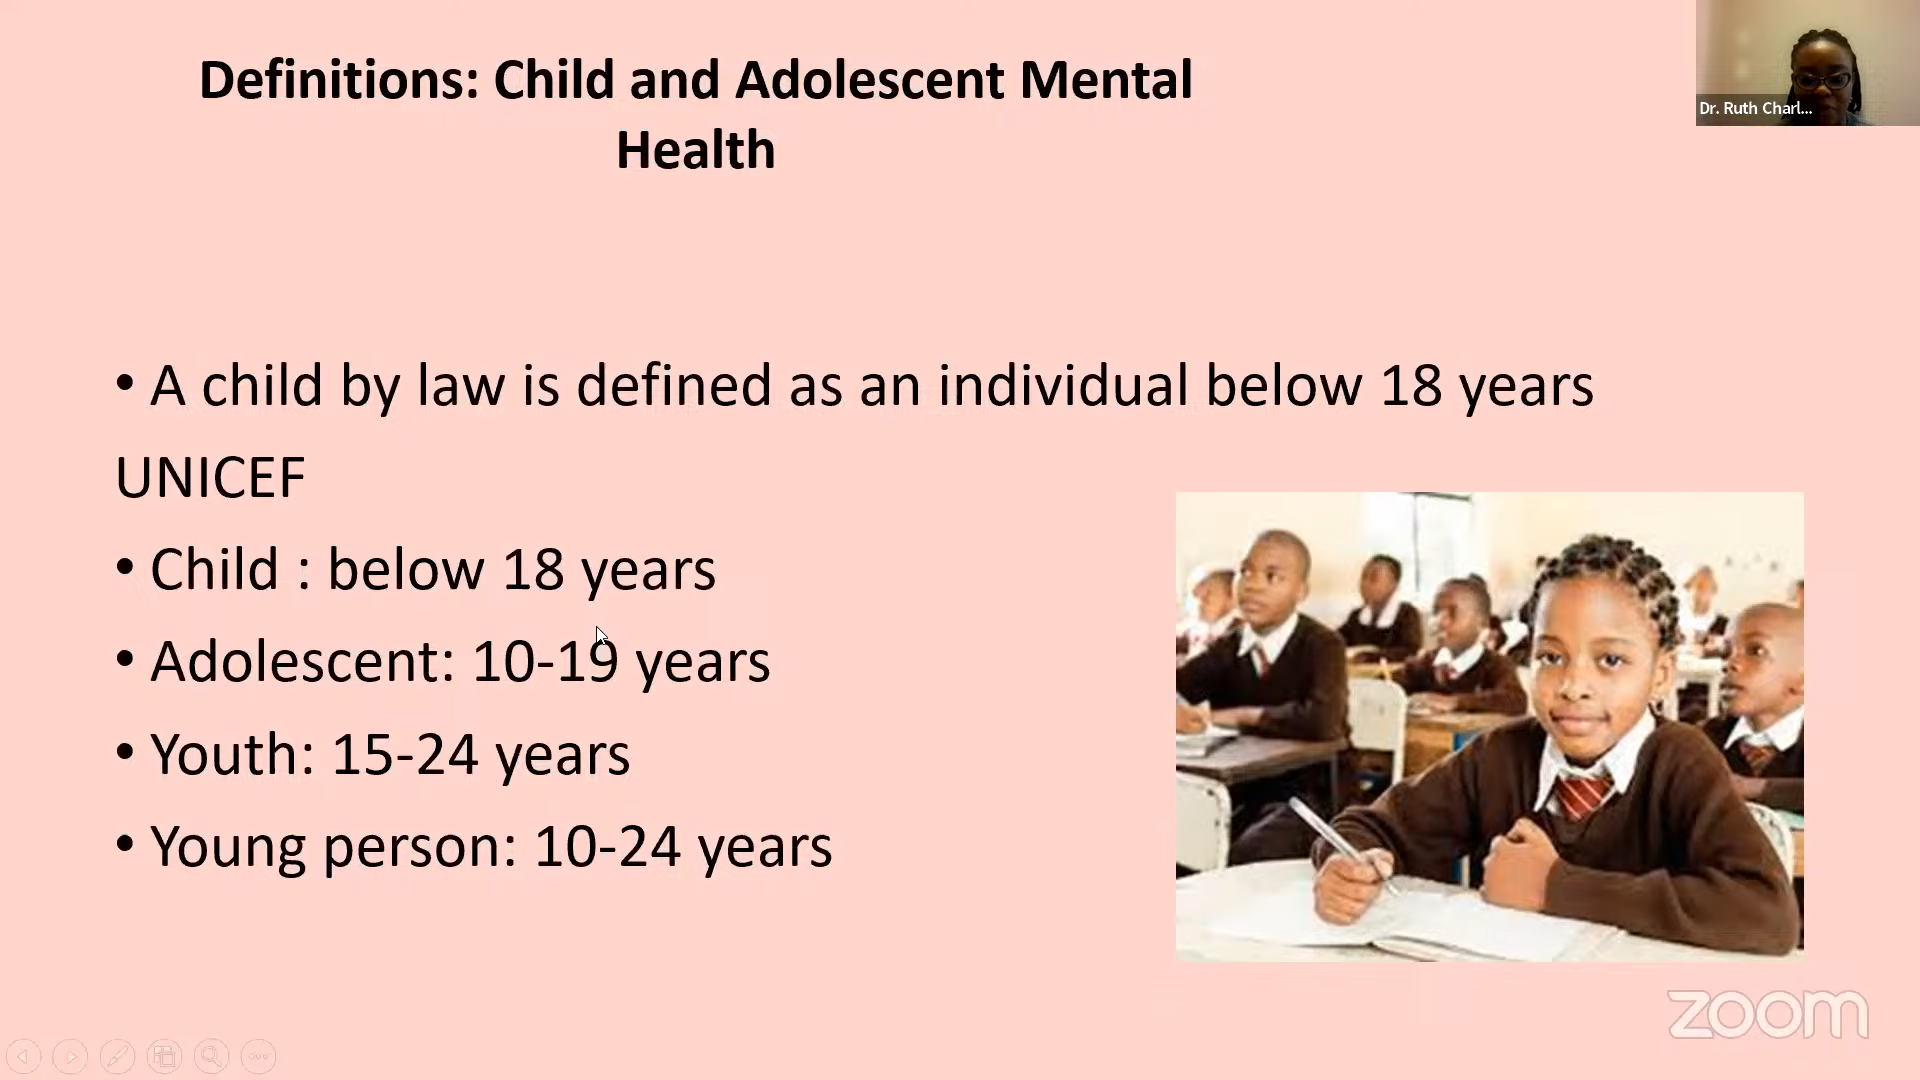 Definitions: Child and Adolescent Mental
Health
Dr. Ruth Charl...
• A child by law is defined as an individual below 18 years
UNICEF
• Child : below 18 years
• Adolescent: 10-19 years
• Youth: 15-24 years
• Young person: 10-24 years
zoom